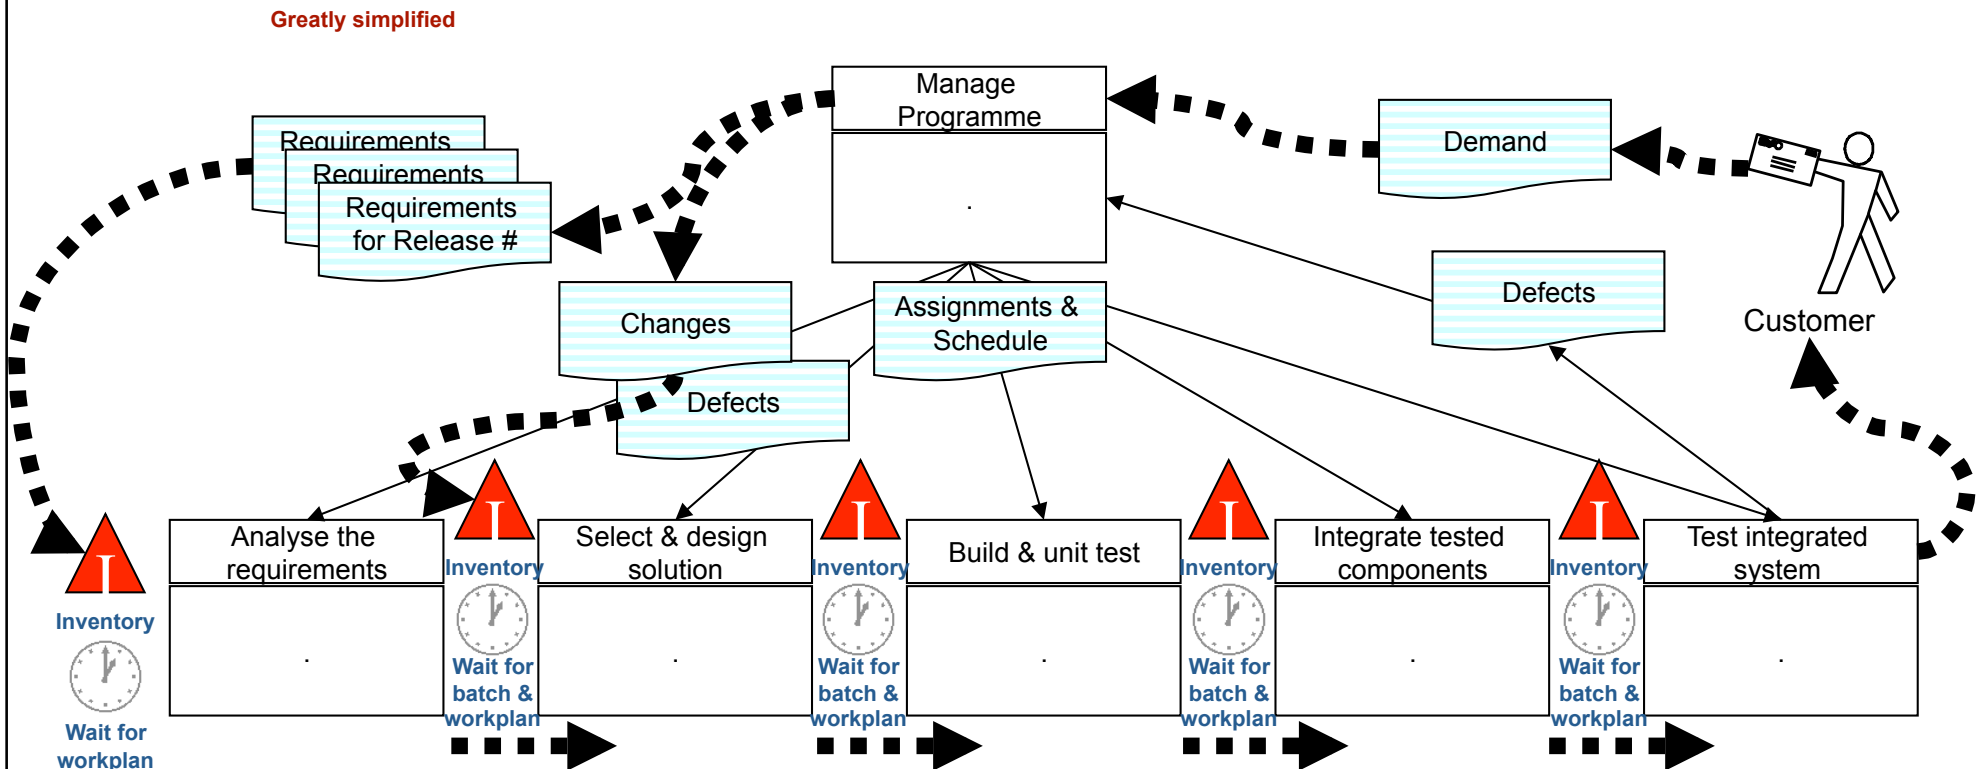 Greatly simplified
Manage
Programme
.
Demand
Requirements
Requirements
Requirements
for Release #
Changes
Defects
Assignments &
Schedule
Defects
Customer
I
Inventory
Wait for
workplan
Analyse the
requirements
.
I
Inventory
Wait for
batch &
workplan
Select & design
solution
.
I
Inventory
Wait for
batch &
workplan
Build & unit test
.
I
Inventory
Wait for
batch &
workplan
Integrate tested
components
.
I
Inventory
Wait for
batch &
workplan
Test integrated
system
.